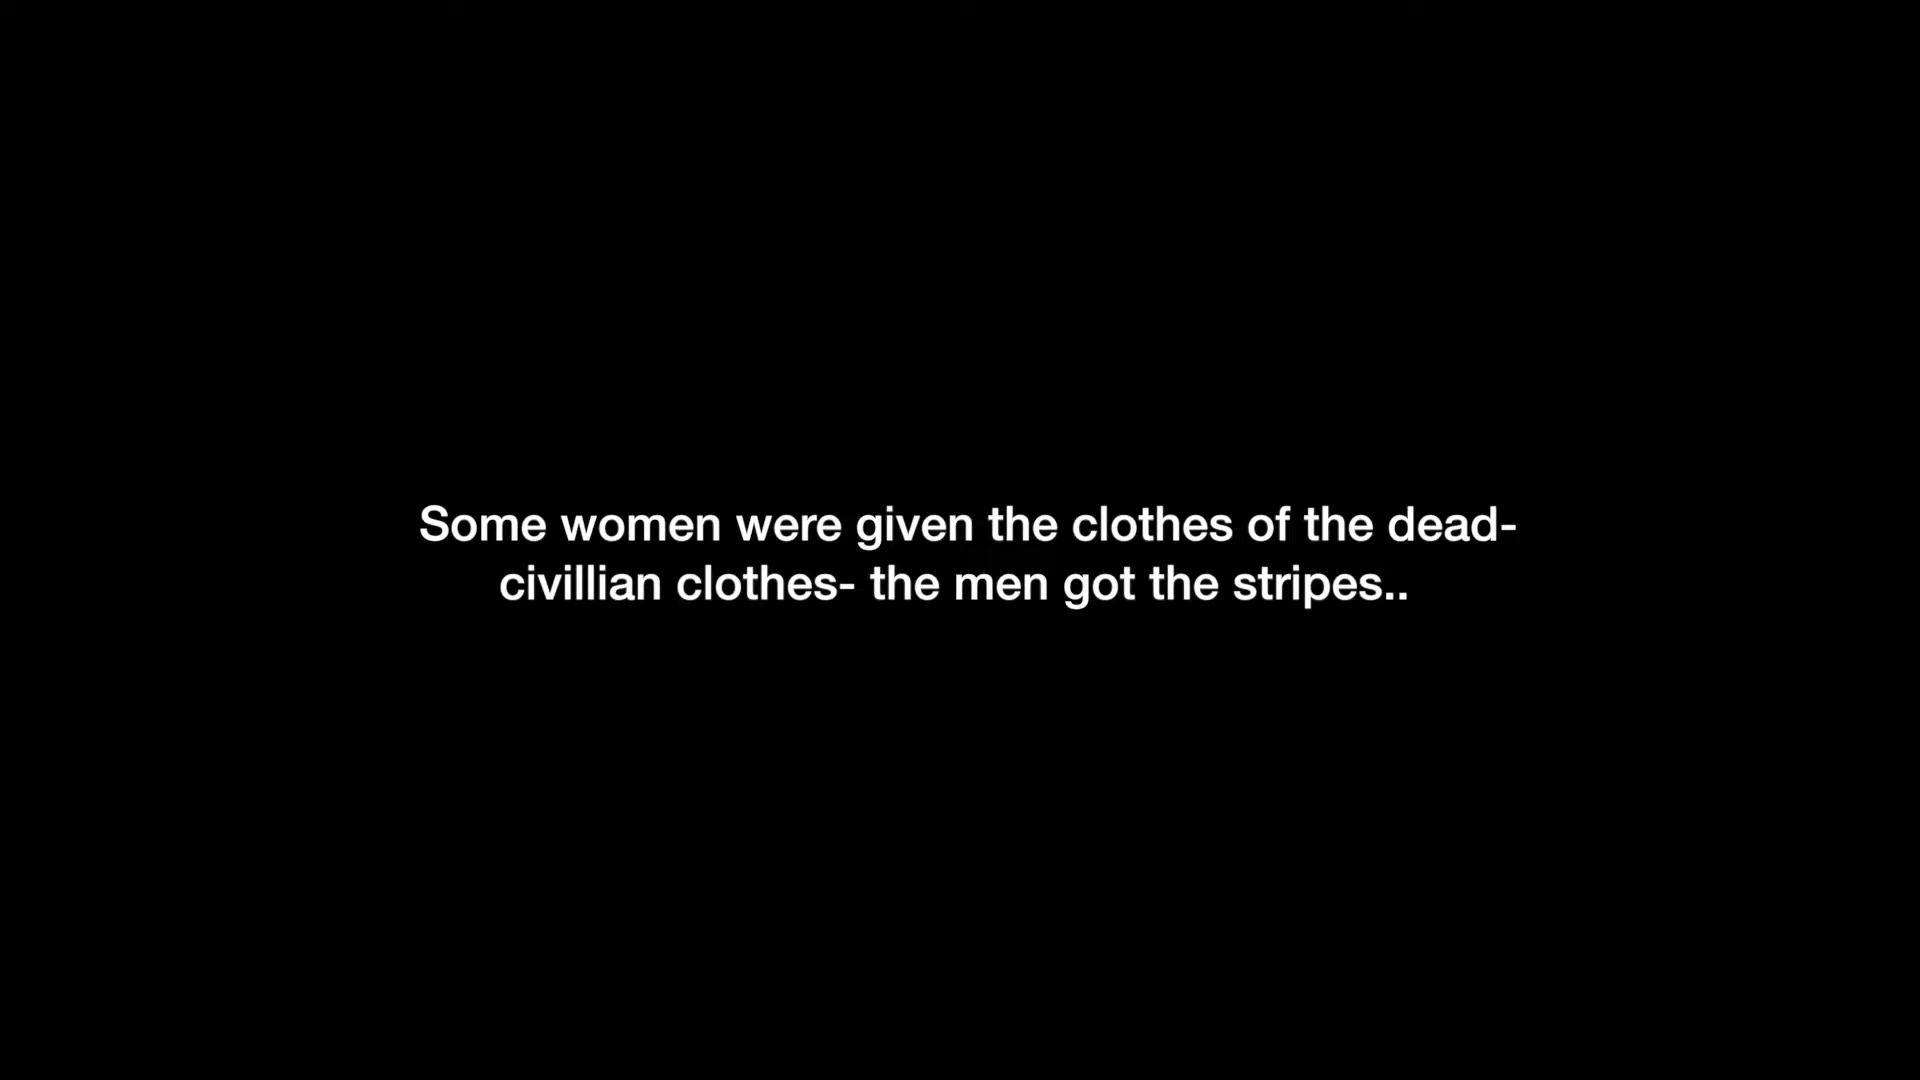 Some women were given the clothes of the dead-
civillian clothes- the men got the stripes..